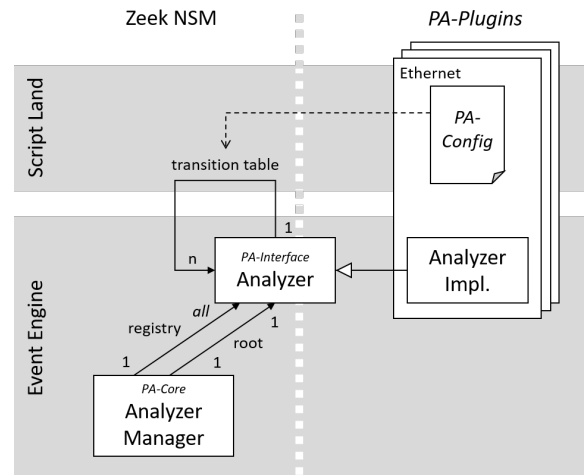 Zeek NSM
PA-Plugins
Script Land
Ethernet
PA-
Config
transition table
1
n
PA-Interface
Analyzer
Analyzer
Impl.
Event Engine
all
registry
1
root
1
1
PA-Core
Analyzer
Manager